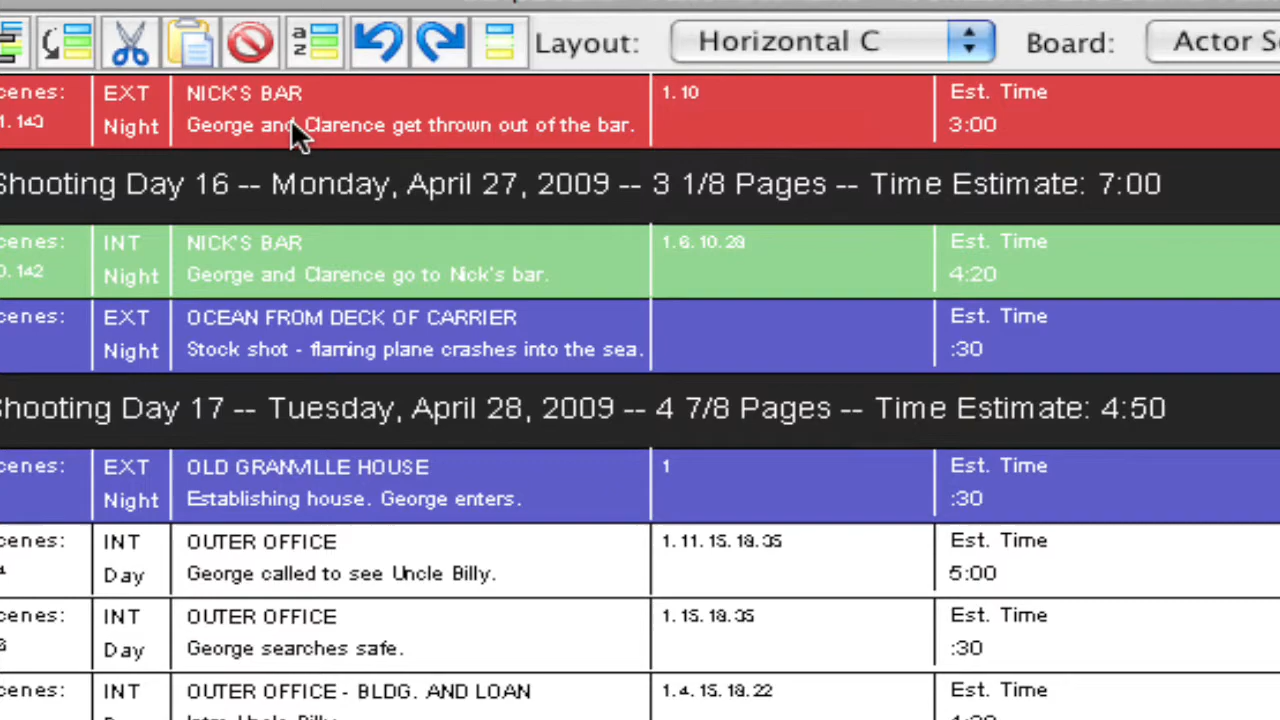 Layout: Horizontal C Board: Actor S
cenes: EXT NICK'S BAR 1.10 Est. Time
1.143 Night George and Clarence get thrown out of the bar. 3:00
Shooting Day 16 -- Monday, April 27, 2009 -- 3 1/8 Pages -- Time Estimate: 7:00
cenes: INT NICK'S BAR 1.6.10.28 Est. Time
0.142 Night George and Clarence go to Nick's bar. 4:20
cenes: EXT OCEAN FROM DECK OF CARRIER Est. Time
Night Stock shot - flaming plane crashes into the sea. :30
Shooting Day 17 -- Tuesday, April 28, 2009 -- 4 7/8 Pages -- Time Estimate: 4:50
cenes: EXT OLD GRANVILLE HOUSE 1 Est. Time
Night Establishing house. George enters. :30
cenes: INT OUTER OFFICE 1.11.15.18.35 Est. Time
Day George called to see Uncle Billy. 5:00
cenes: INT OUTER OFFICE 1.15.18.35 Est. Time
Day George searches safe. :30
cenes: INT OUTER OFFICE - BLDG. AND LOAN 1.4.15.18.22 Est. Time